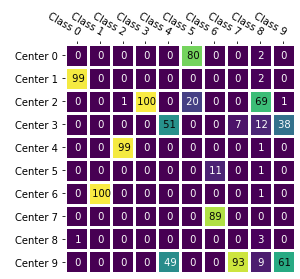 Class 0 Class 1 Class 2 Class 3 Class 4 Class 5 Class 6 Class 7 Class 8 Class 9
Center 0 0 0 0 0 0 80 0 0 2 0
Center 1 99 0 0 0 0 0 0 0 2 0
Center 2 0 0 1 100 0 20 0 0 69 1
Center 3 0 0 0 0 51 0 0 7 12 38
Center 4 0 0 99 0 0 0 0 0 1 0
Center 5 0 0 0 0 0 0 11 0 1 0
Center 6 0 100 0 0 0 0 0 0 1 0
Center 7 0 0 0 0 0 0 89 0 0 0
Center 8 1 0 0 0 0 0 0 0 3 0
Center 9 0 0 0 0 49 0 0 93 9 61